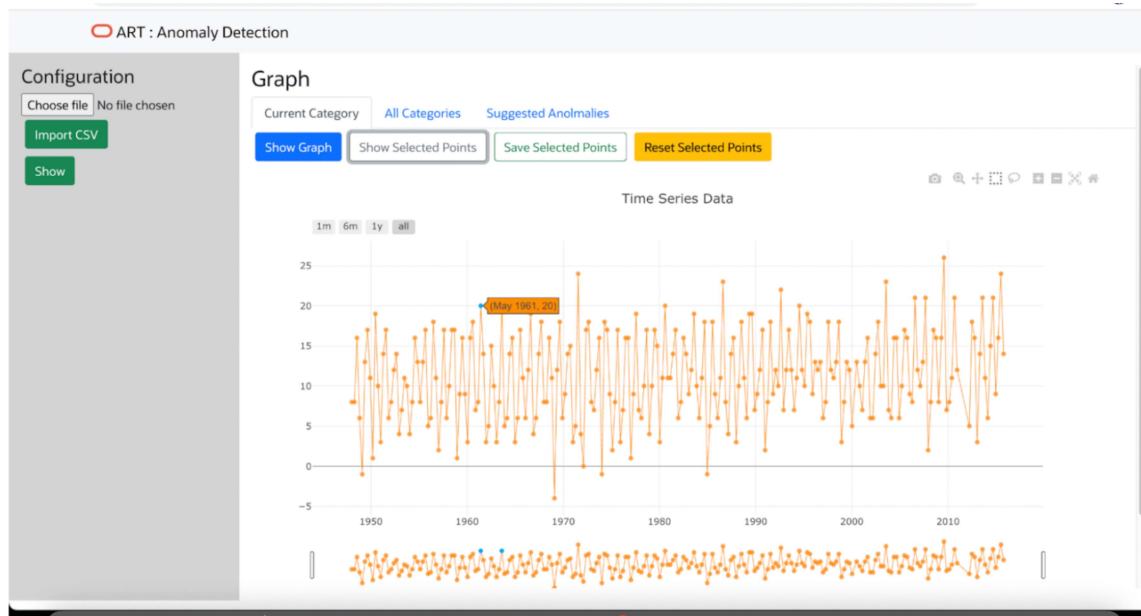 ART : Anomaly Detection
Configuration
Choose file No file chosen
Import CSV
Show
Graph
Current Category All Categories Suggested Anolmalies
Show Graph Show Selected Points Save Selected Points Reset Selected Points
Time Series Data
1m 6m 1y all
25
20
(May 1961, 20)
15
10
5
0
−5
1950 1960 1970 1980 1990 2000 2010